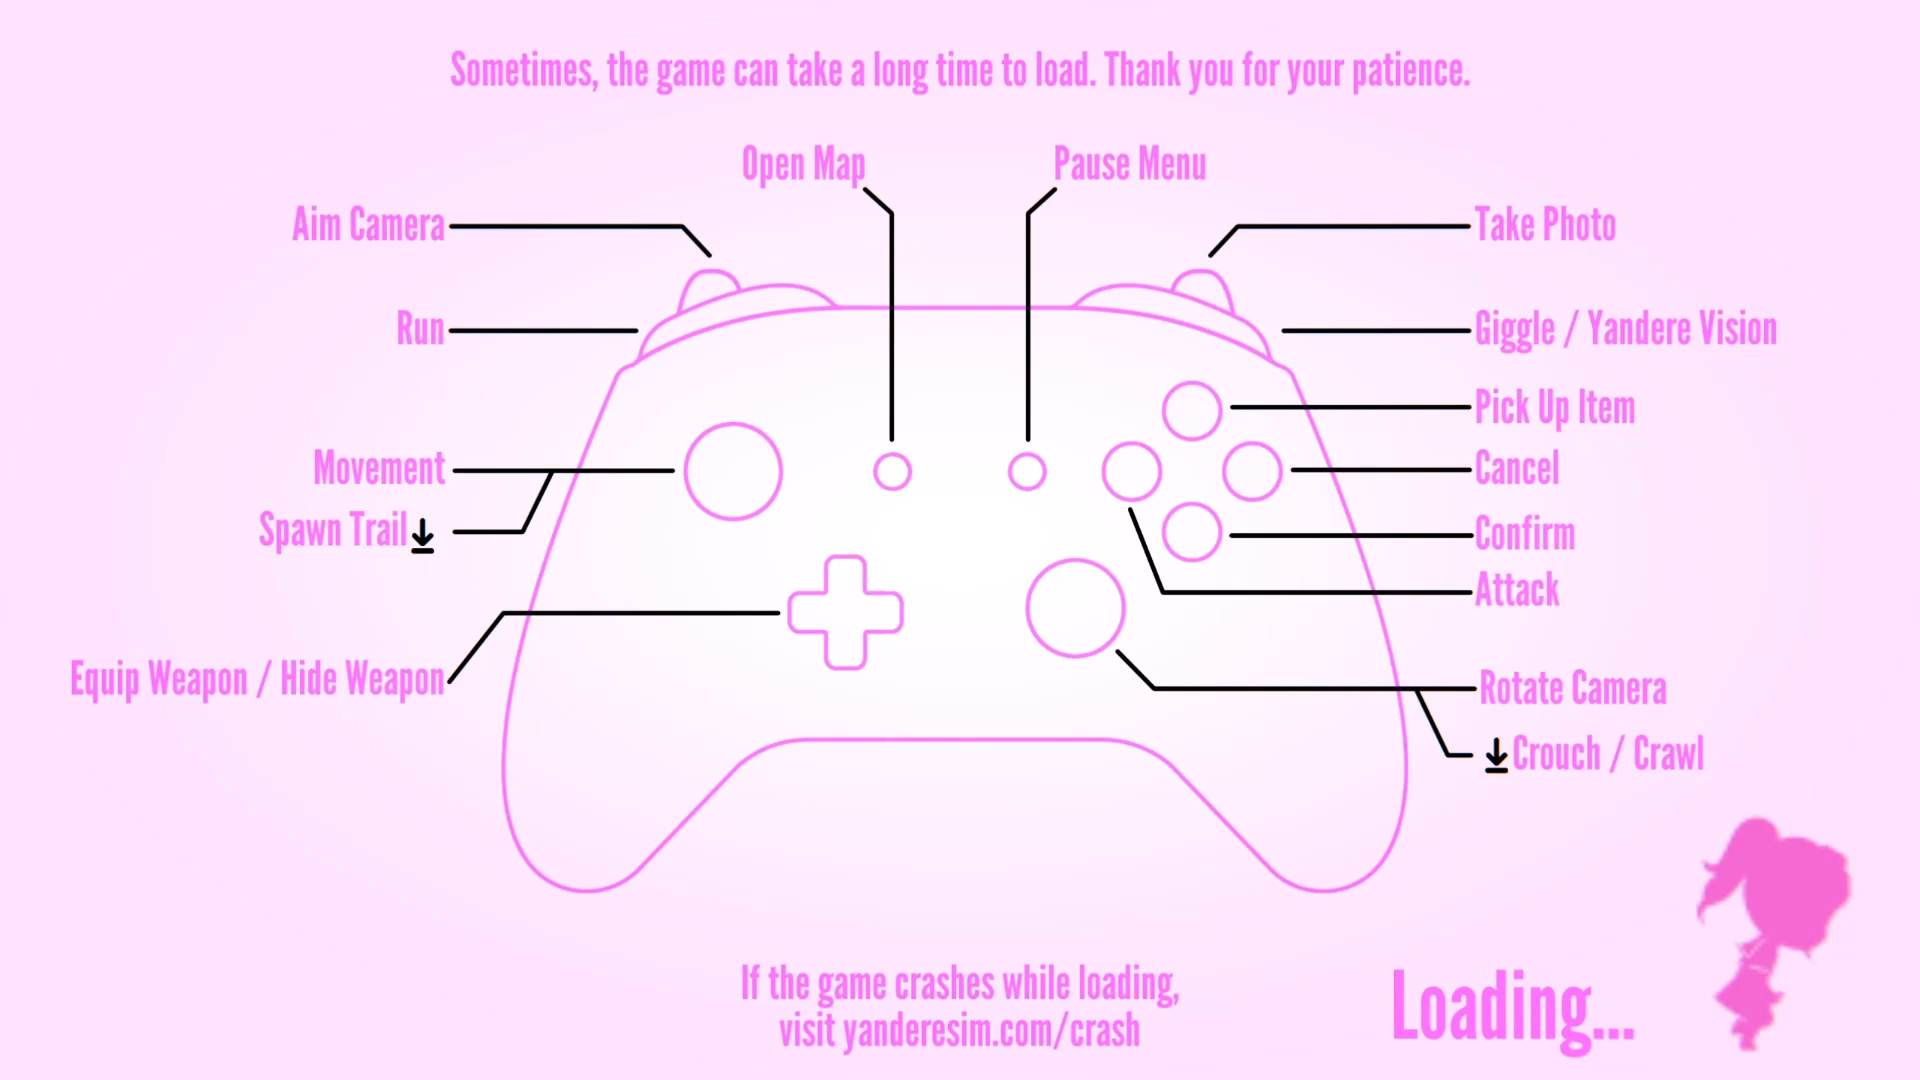 Sometimes, the game can take a long time to load. Thank you for your patience.
Open Map
Pause Menu
Aim Camera
Take Photo
Run
Giggle / Yandere Vision
Pick Up Item
Movement
Cancel
Spawn Trail
Confirm
Attack
Equip Weapon / Hide Weapon
Rotate Camera
Crouch / Crawl
If the game crashes while loading,
visit yanderesim.com/crash
Loading...